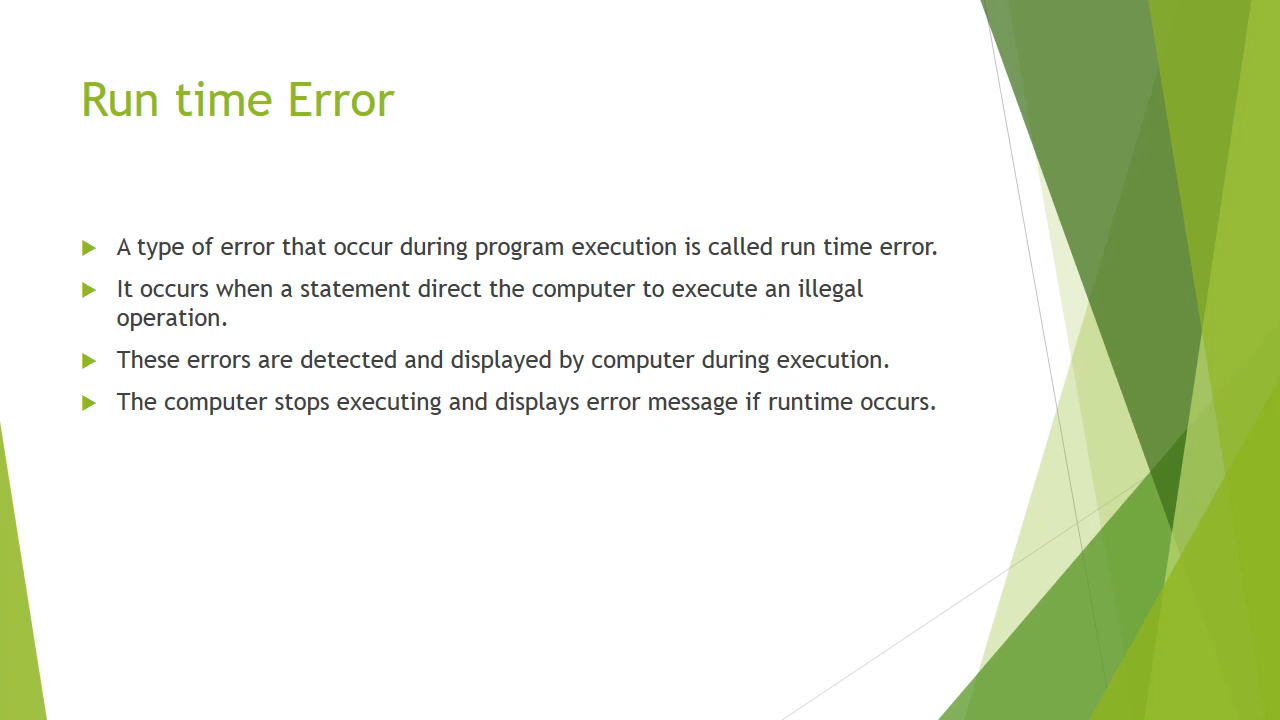 Run time Error
A type of error that occur during program execution is called run time error.
It occurs when a statement direct the computer to execute an illegal
operation.
These errors are detected and displayed by computer during execution.
The computer stops executing and displays error message if runtime occurs.